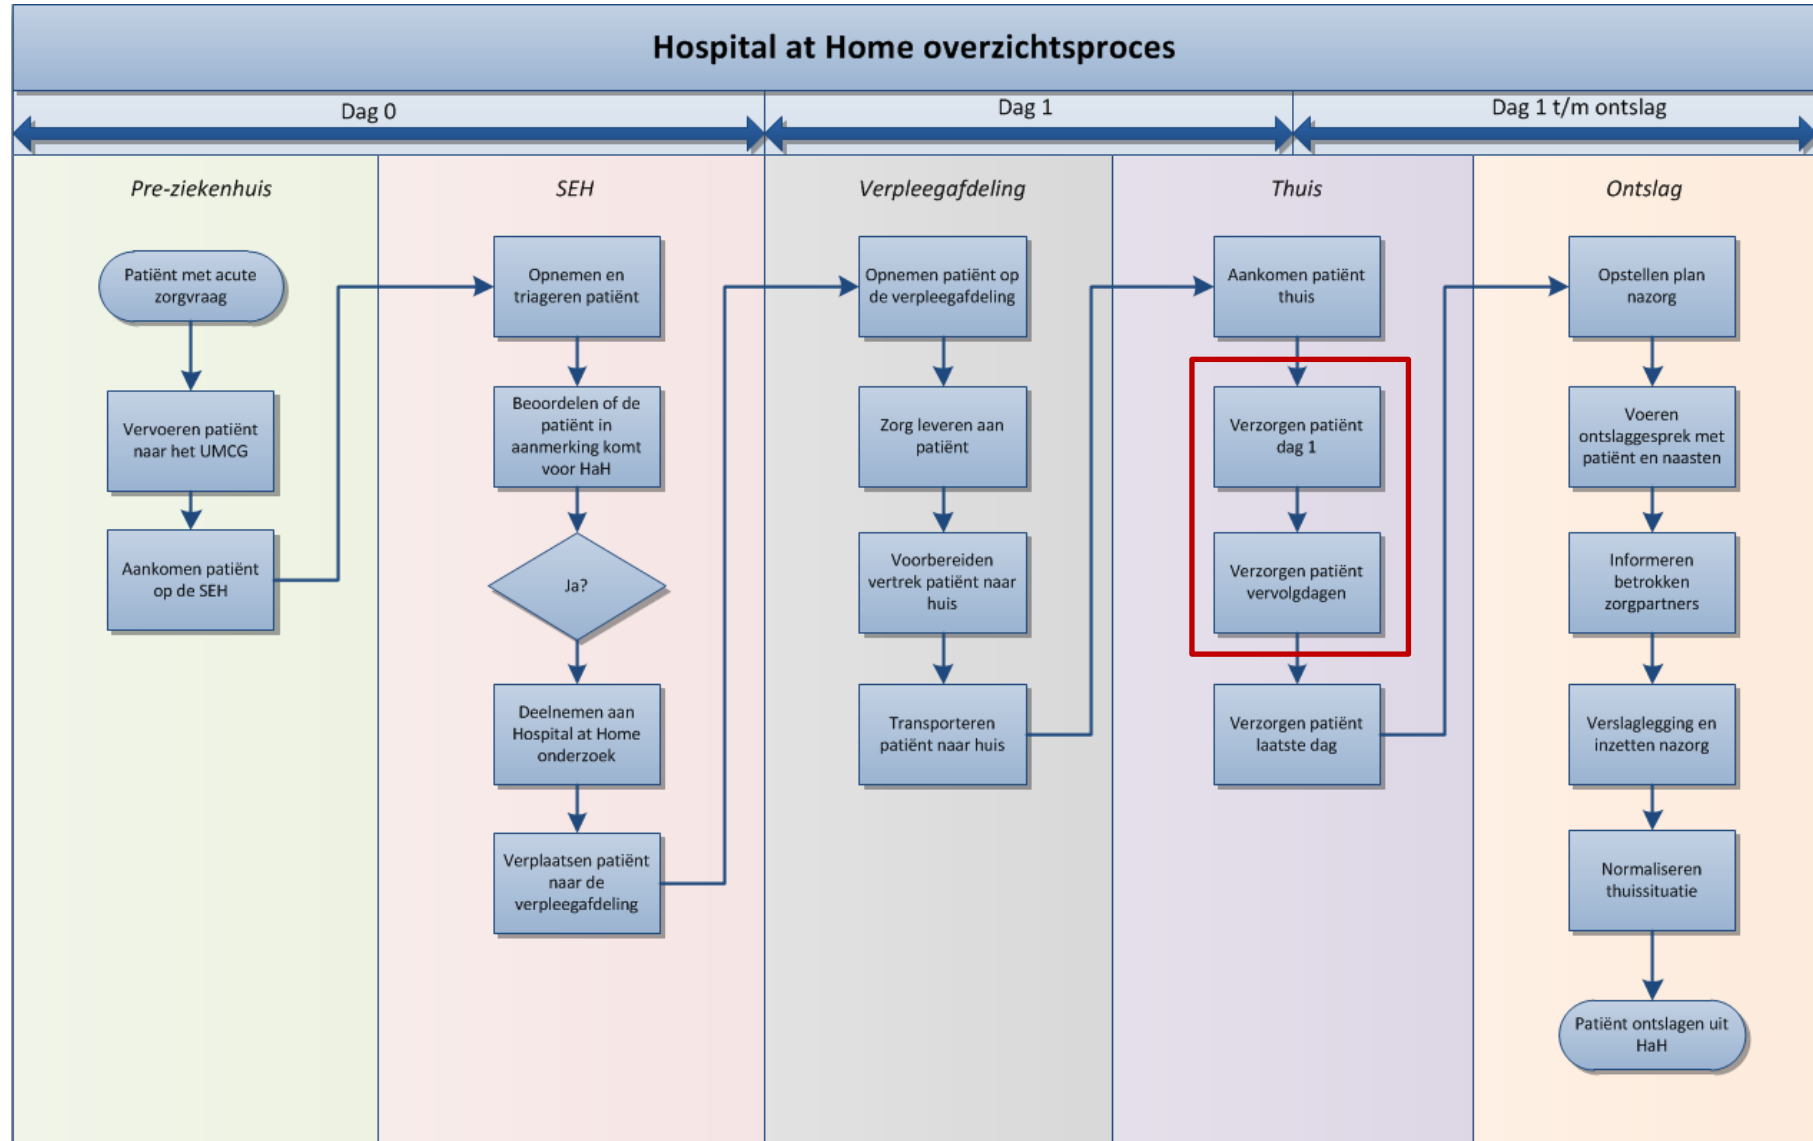 Hospital at Home overzichtsproces
Dag 0
Dag 1
Dag 1 t/m ontslag
Pre-ziekenhuis
Patiënt met acute
zorgvraag
Vervoeren patiënt
naar het UMCG
Aankomen patiënt
op de SEH
SEH
Opnemen en
triageren patiënt
Beoordelen of de
patiënt in
aanmerking komt
voor HaH
Ja?
Deelnemen aan
Hospital at Home
onderzoek
Verplaatsen patiënt
naar de
verpleegafdeling
Verpleegafdeling
Opnemen patiënt op
de verpleegafdeling
Zorg leveren aan
patiënt
Voorbereiden
vertrek patiënt naar
huis
Transporteren
patiënt naar huis
Thuis
Aankomen patiënt
thuis
Verzorgen patiënt
dag 1
Verzorgen patiënt
vervolgdagen
Verzorgen patiënt
laatste dag
Ontslag
Opstellen plan
nazorg
Voeren
ontslaggesprek met
patiënt en naasten
Informeren
betrokken
zorgpartners
Verslaglegging en
inzetten nazorg
Normaliseren
thuissituatie
Patiënt ontslagen uit
HaH